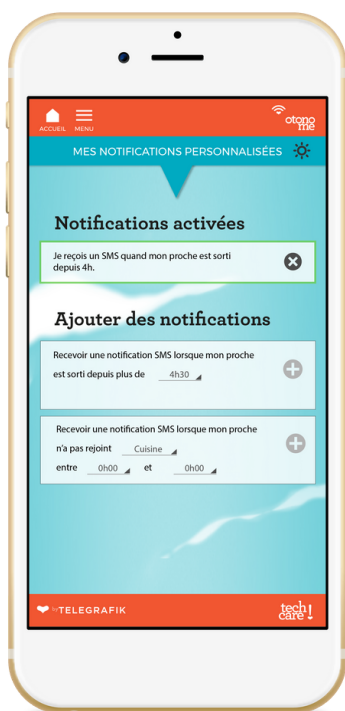 ACCUEIL MENU
otono
me
MES NOTIFICATIONS PERSONNALISÉES
Notifications activées
Je reçois un SMS quand mon proche est sorti
depuis 4h.
Ajouter des notifications
Recevoir une notification SMS lorsque mon proche
est sorti depuis plus de 4h30
Recevoir une notification SMS lorsque mon proche
n'a pas rejoint Cuisine
entre 0h00 et 0h00
by TELEGRAFIK
tech
care!